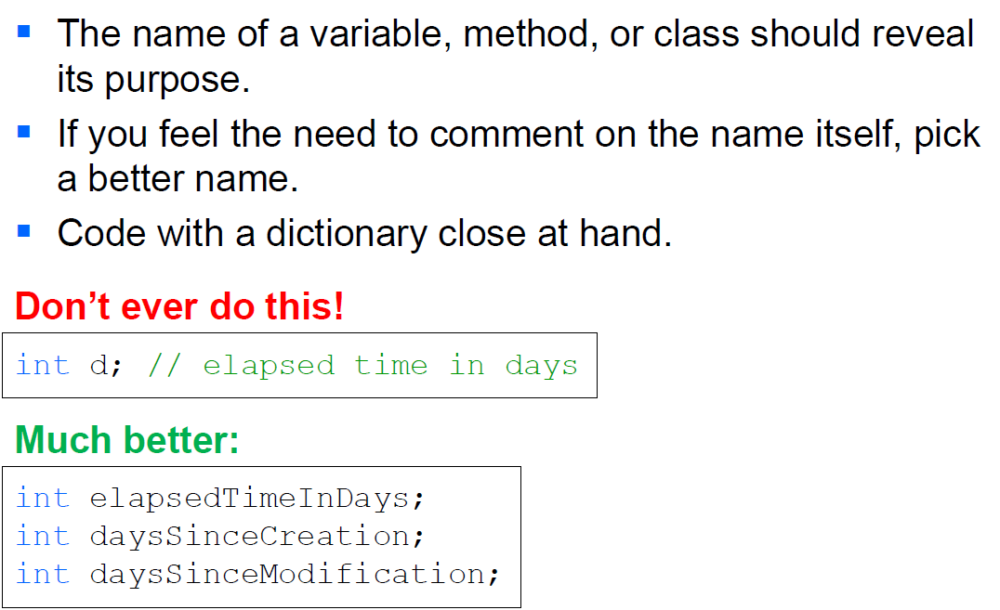 The name of a variable, method, or class should reveal
its purpose.
If you feel the need to comment on the name itself, pick
a better name.
Code with a dictionary close at hand.
Don’t ever do this!
int d; // elapsed time in days
Much better:
int elapsedTimeInDays;
int daysSinceCreation;
int daysSinceModification;